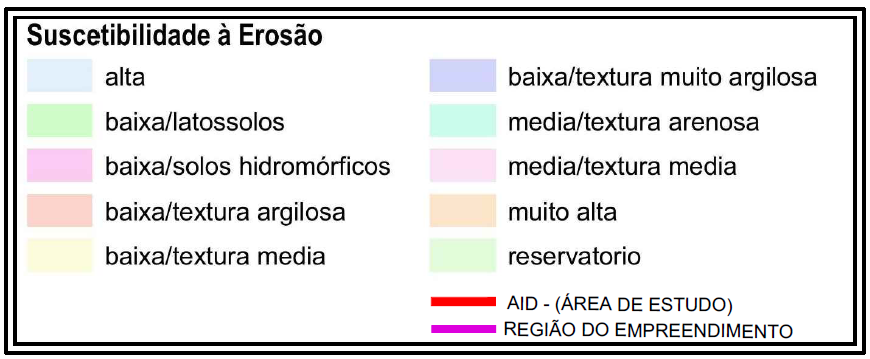 Suscetibilidade à Erosão
alta
baixa/latossolos
baixa/solos hidromórficos
baixa/textura argilosa
baixa/textura media
baixa/textura muito argilosa
media/textura arenosa
media/textura media
muito alta
reservatorio
AID - (ÁREA DE ESTUDO)
REGIÃO DO EMPREENDIMENTO